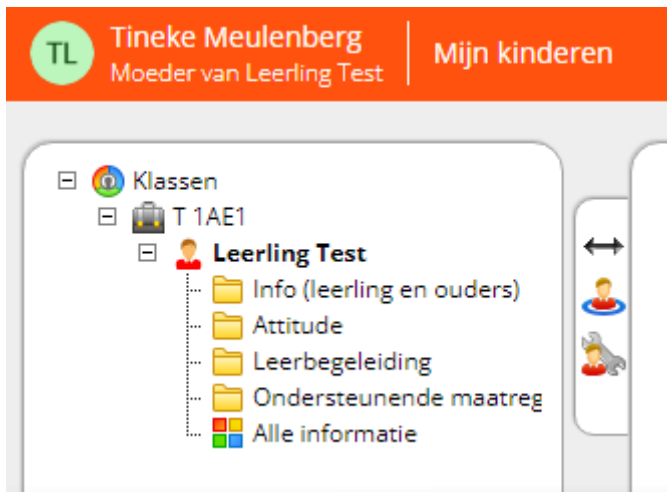 TL
Tineke Meulenberg
Moeder van Leerling Test
Mijn kinderen
Klassen
T 1AE1
Leerling Test
Info (leerling en ouders)
Attitude
Leerbegeleiding
Ondersteunende maatreg
Alle informatie